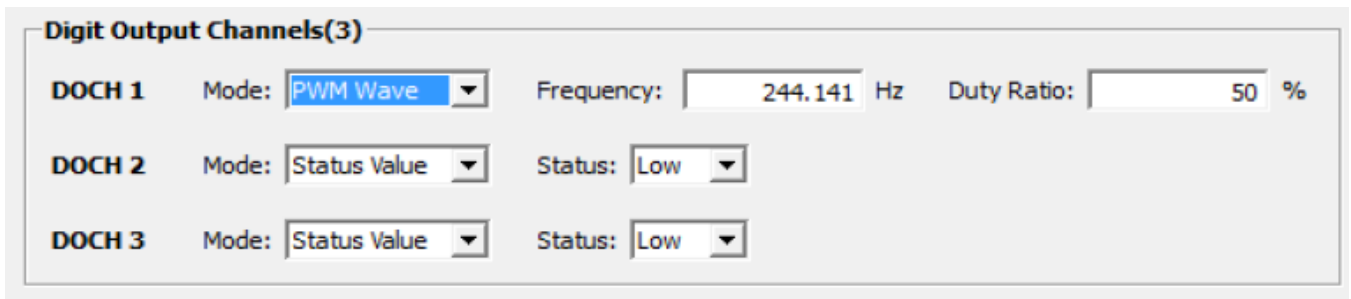 Digit Output Channels(3)
DOCH 1 Mode: PWM Wave Frequency: 244.141 Hz Duty Ratio: 50 %
DOCH 2 Mode: Status Value Status: Low
DOCH 3 Mode: Status Value Status: Low